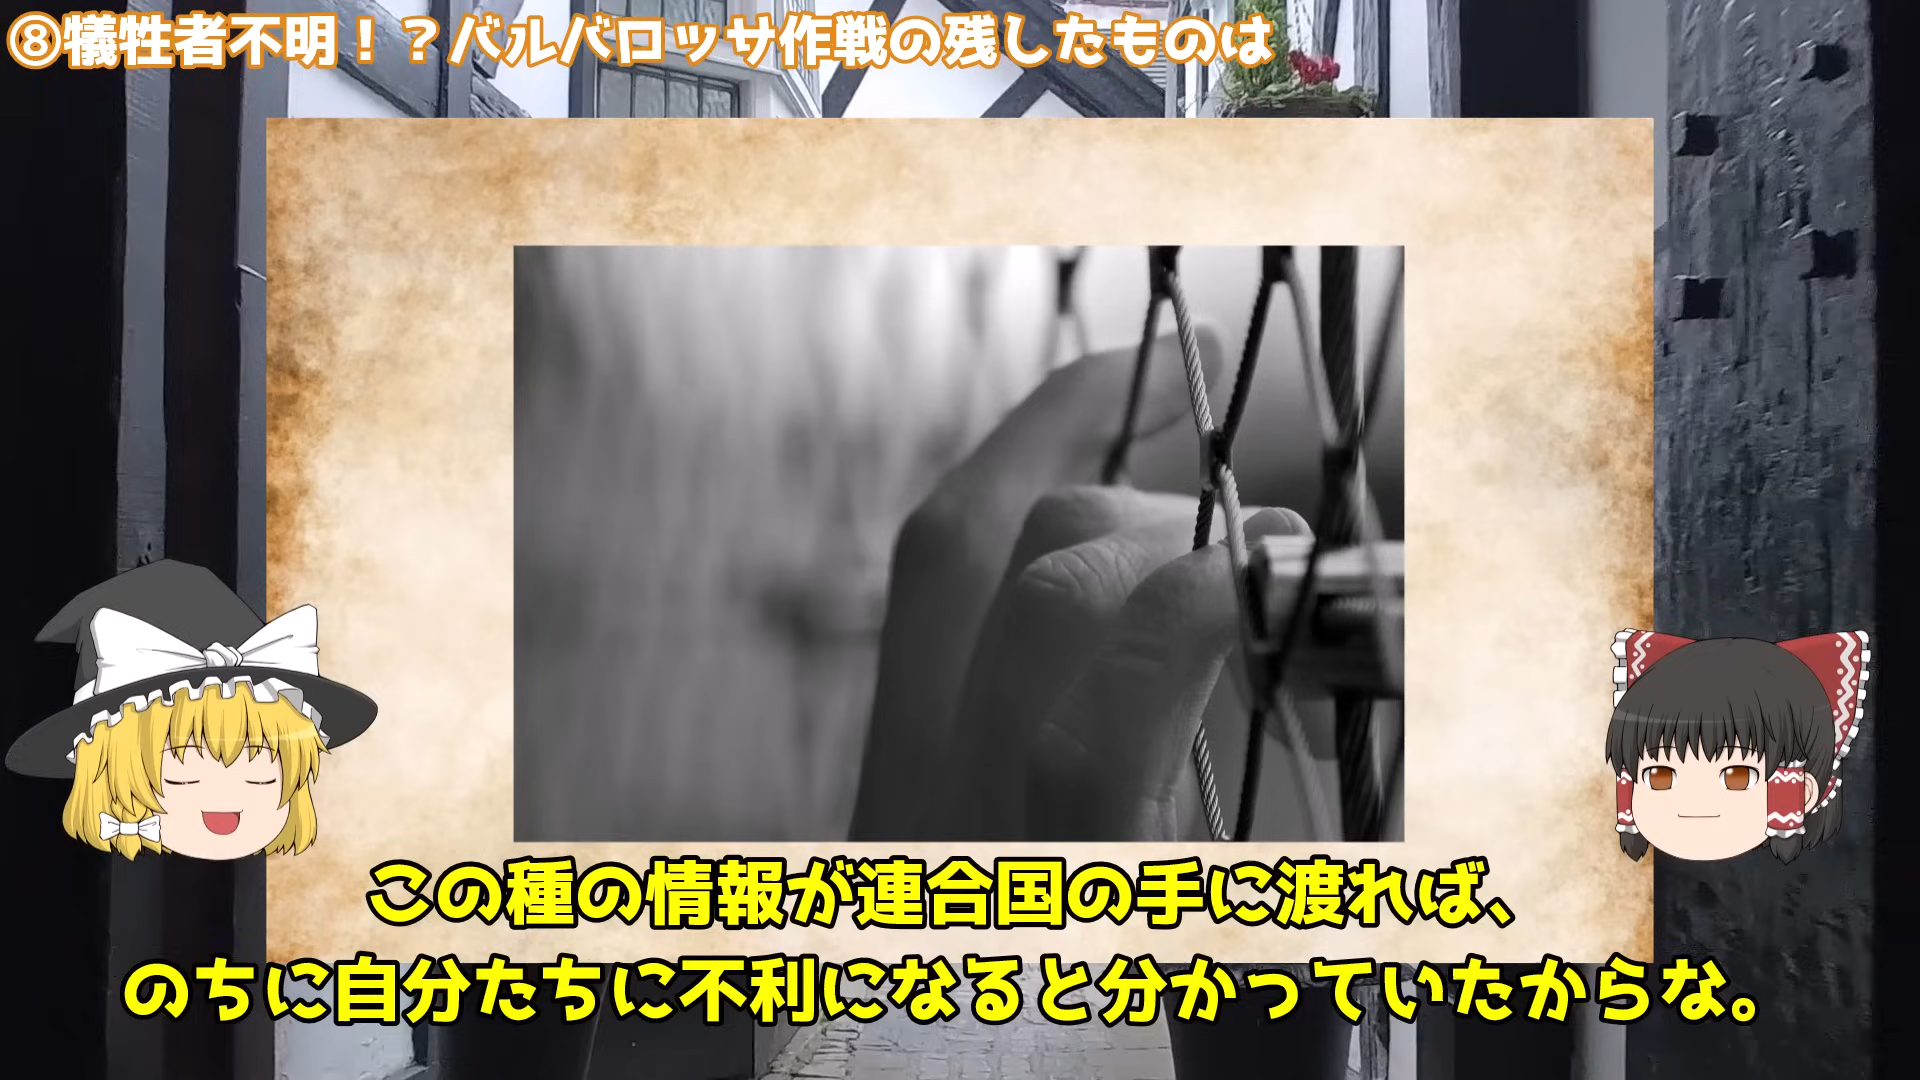 ⑧犠牲者不明！？バルバロッサ作戦の残したものは
この種の情報が連合国の手に渡れば、
のちに自分たちに不利になると分かっていたからな。